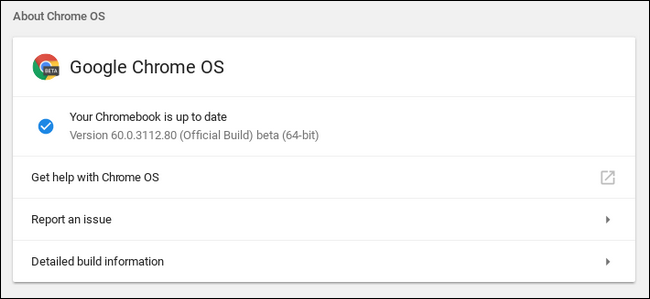 About Chrome OS
BETA
Google Chrome OS
Your Chromebook is up to date
Version 60.0.3112.80 (Official Build) beta (64-bit)
Get help with Chrome OS
Report an issue
Detailed build information